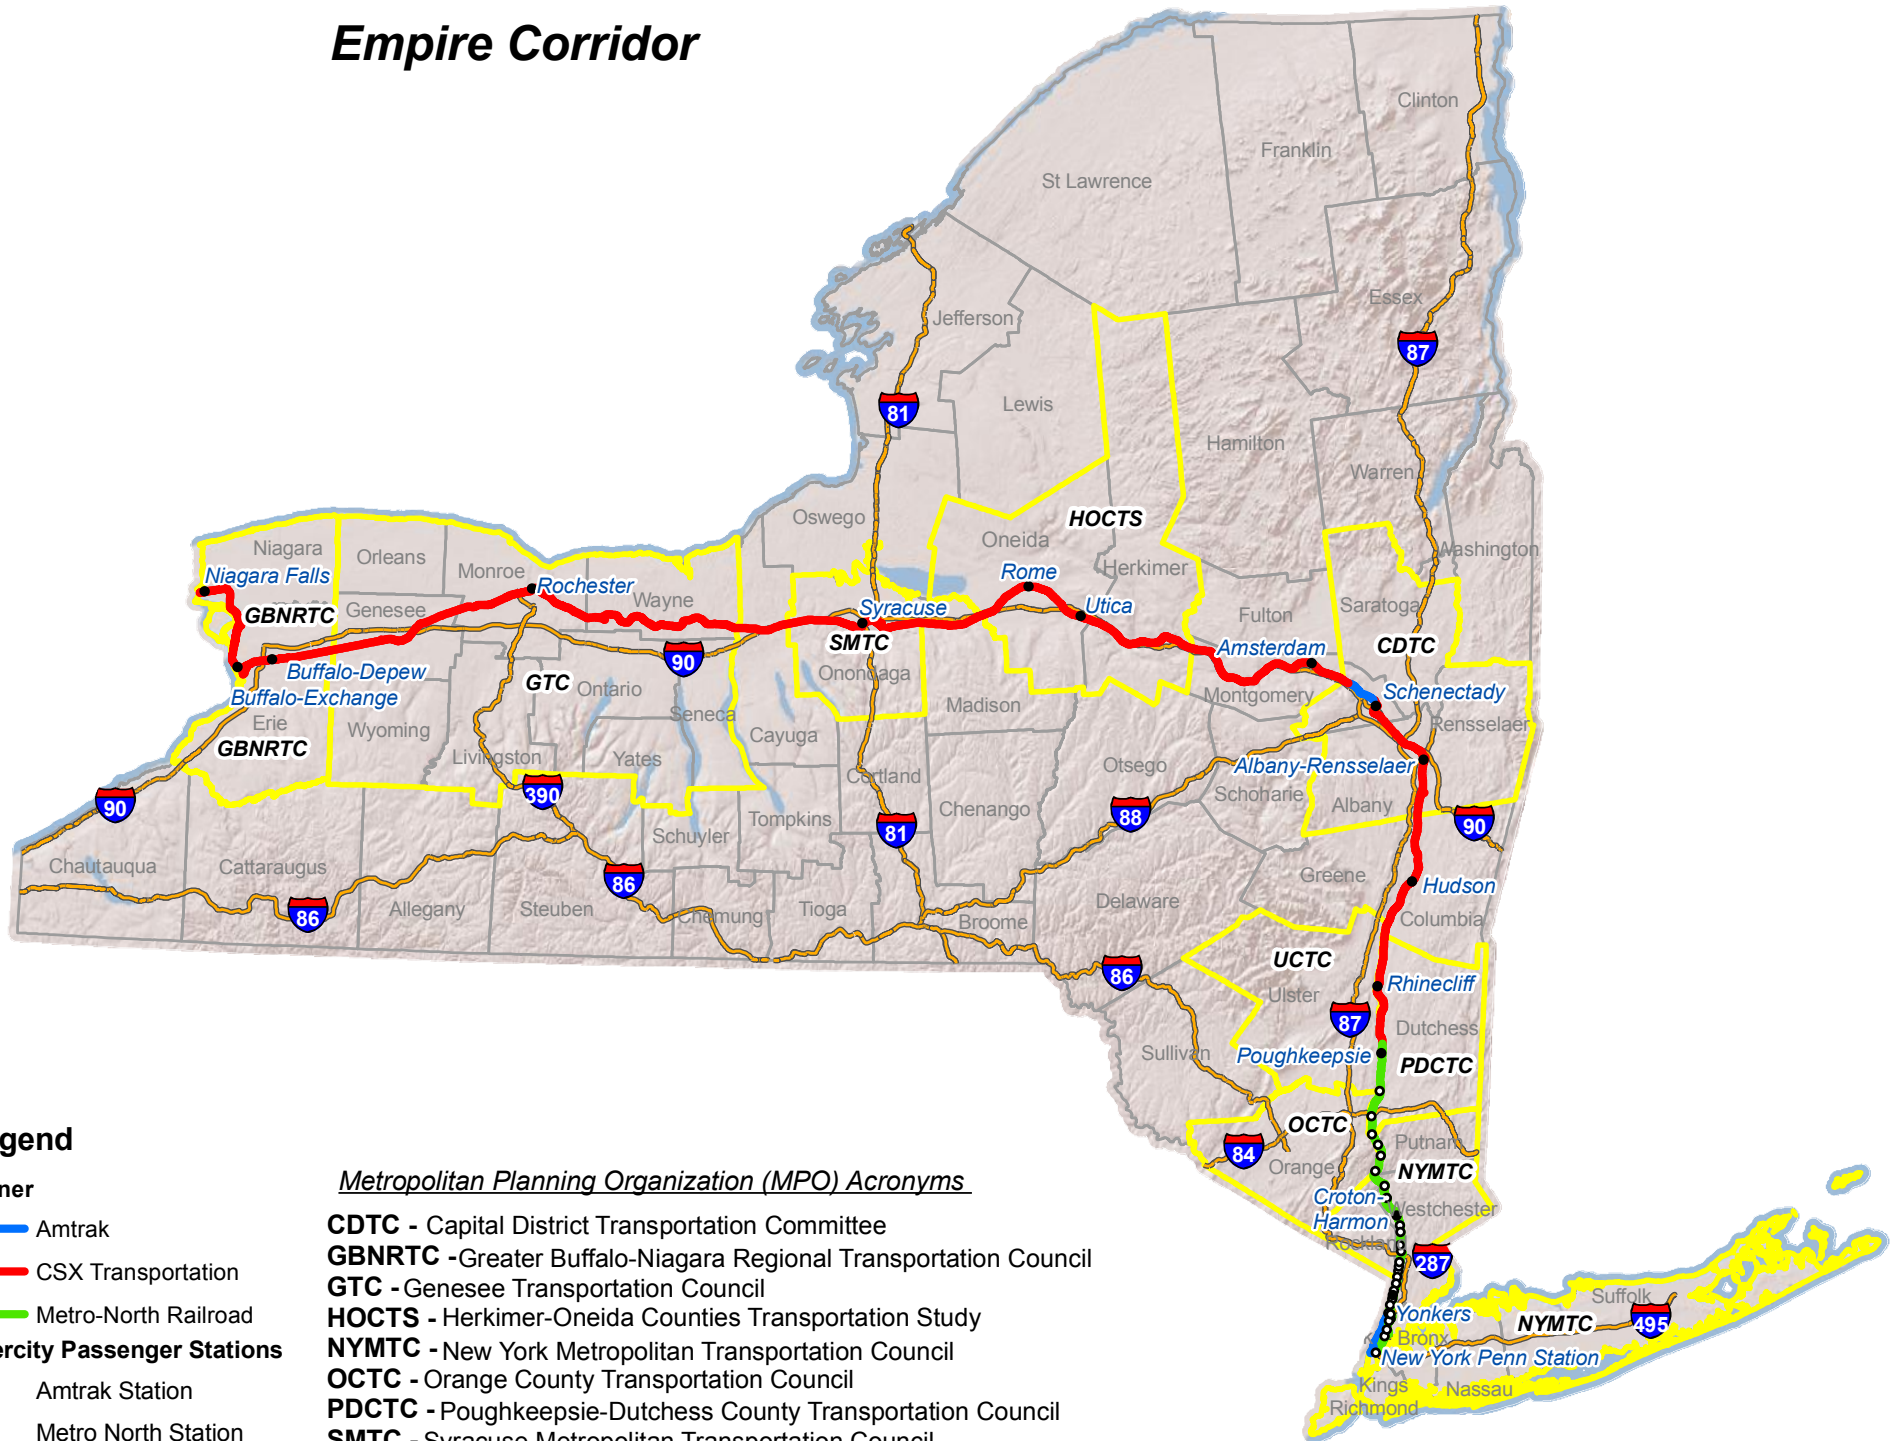 Empire Corridor
Clinton
Franklin
St Lawrence
Essex
Jefferson
87
Lewis
81
Hamilton
Warren
Oswego
HOCTS
Oneida
Niagara
Orleans
Washington
Monroe
Herkimer
Niagara Falls
Rochester
Rome
Wayne
Genesee
Saratoga
GBNRTC
Syracuse
Utica
Fulton
SMTC
Amsterdam
CDTC
90
Buffalo-Depew
Onondaga
GTC
Ontario
Schenectady
Buffalo-Exchange
Montgomery
Madison
Seneca
Erie
Rensselaer
Wyoming
Cayuga
GBNRTC
Livingston
Yates
Otsego
Albany-Rensselaer
Cortland
390
Schoharie
Albany
90
Chenango
88
Tompkins
81
90
Schuyler
Chautauqua
Cattaraugus
Greene
86
Hudson
Delaware
Allegany
Steuben
Tioga
86
Chemung
Broome
Columbia
UCTC
86
Rhinecliff
Ulster
87
Dutchess
Sullivan
Poughkeepsie
PDCTC
OCTC
Putnam
84
Orange
NYMTC
Croton-
Harmon
Westchester
Rockland
287
Suffolk
Yonkers
NYMTC
495
Bronx
New York Penn Station
Kings
Nassau
Richmond
gend
ner
Amtrak
CSX Transportation
Metro-North Railroad
ercity Passenger Stations
Amtrak Station
Metro North Station
Metropolitan Planning Organization (MPO) Acronyms
CDTC - Capital District Transportation Committee
GBNRTC -Greater Buffalo-Niagara Regional Transportation Council
GTC - Genesee Transportation Council
HOCTS - Herkimer-Oneida Counties Transportation Study
NYMTC - New York Metropolitan Transportation Council
OCTC - Orange County Transportation Council
PDCTC - Poughkeepsie-Dutchess County Transportation Council
SMTC - Syracuse Metropolitan Transportation Council